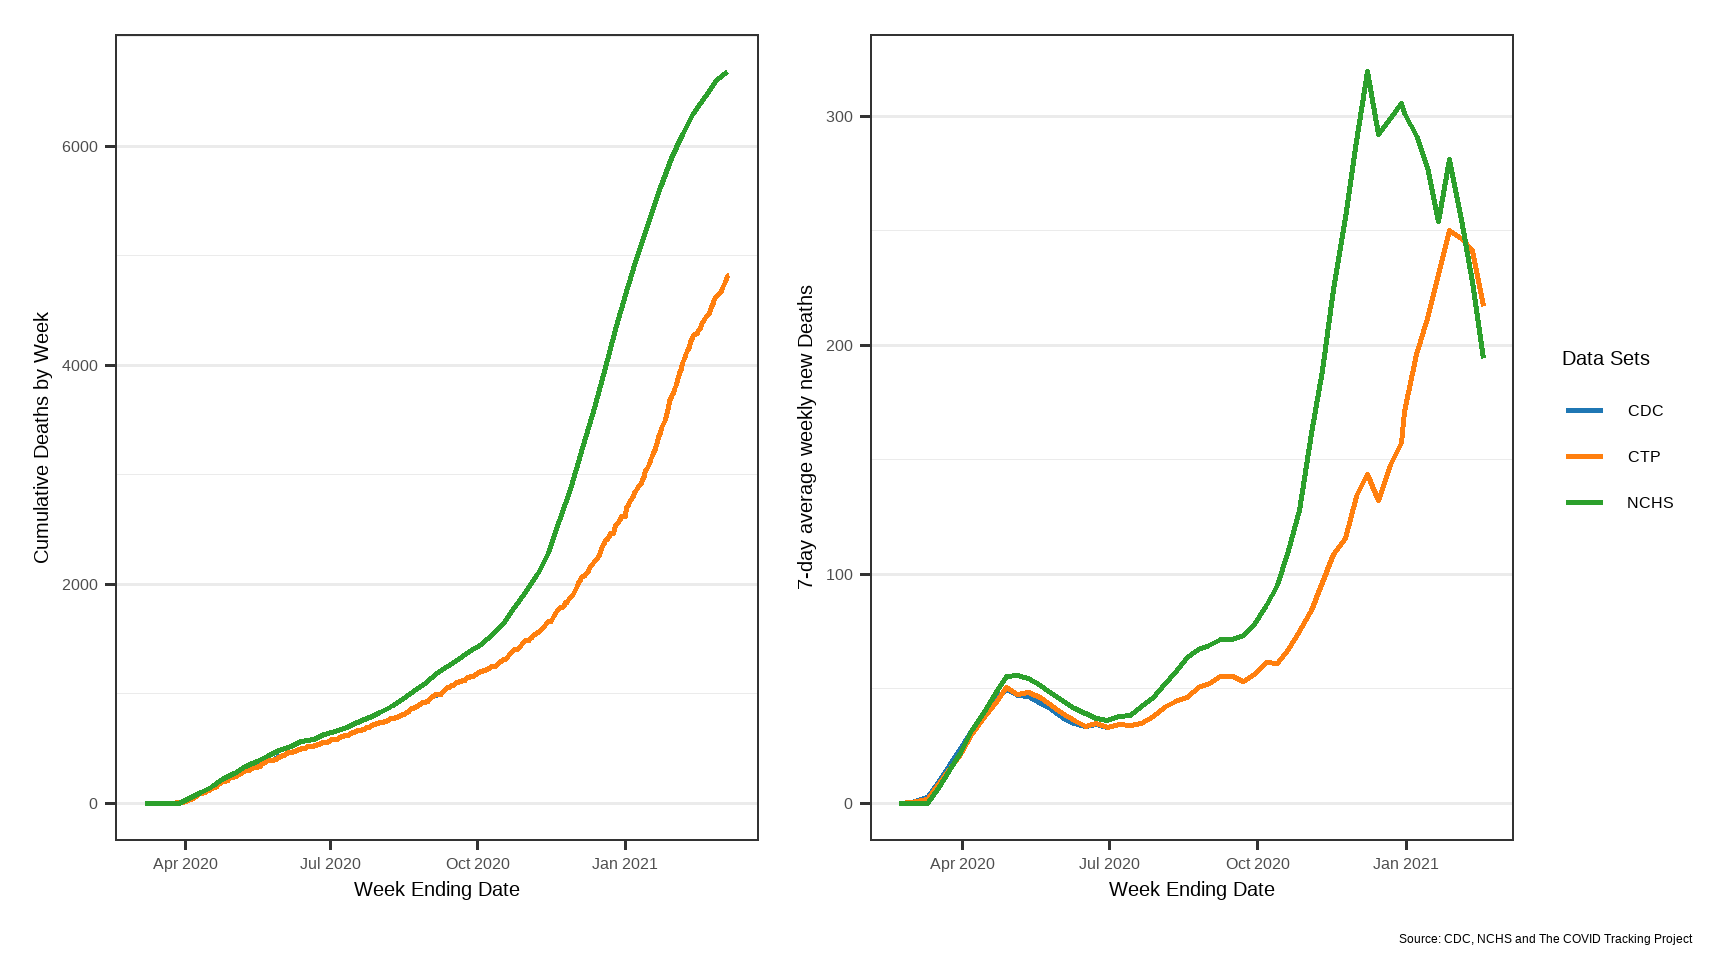 Cumulative Deaths by Week
6000
4000
2000
0
Apr 2020
Jul 2020
Oct 2020
Jan 2021
Week Ending Date
7-day average weekly new Deaths
300
200
100
0
Apr 2020
Jul 2020
Oct 2020
Jan 2021
Week Ending Date
Data Sets
CDC
CTP
NCHS
Source: CDC, NCHS and The COVID Tracking Project